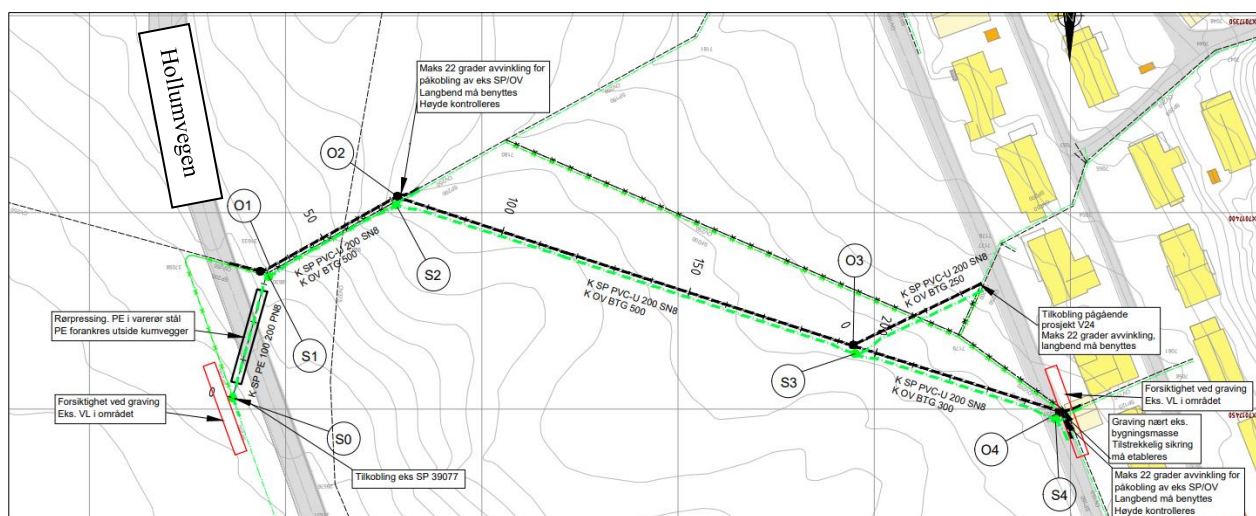 Hollumvegen
Maks 22 grader avvinkling for
påkobling av eks SP/OV
Langbend må benyttes
Høyde kontrolleres
O2
O1
50
K SP PVC-U 200 SN8
K OV BTG 500
S2
100
150
K SP PVC-U 200 SN8
K OV BTG 500
O3
0
200
K SP PVC-U 200 SN8
K OV BTG 250
Tilkobling pågående
prosjekt V24
Maks 22 grader avvinkling,
langbend må benyttes
Rørpressing. PE i varerør stål
PE forankres utside kumvegger
K SP PE 100 200 PN8
0
S1
S3
K SP PVC-U 200 SN8
K OV BTG 300
Forsiktighet ved graving
Eks. VL i området
Forsiktighet ved graving
Eks. VL i området
S0
O4
Graving nært eks.
bygningsmasse
Tilstrekkelig sikring
må etableres
Tilkobling eks SP 39077
S4
Maks 22 grader avvinkling for
påkobling av eks SP/OV
Langbend må benyttes
Høyde kontrolleres
X7017350
X7017400
X7017450